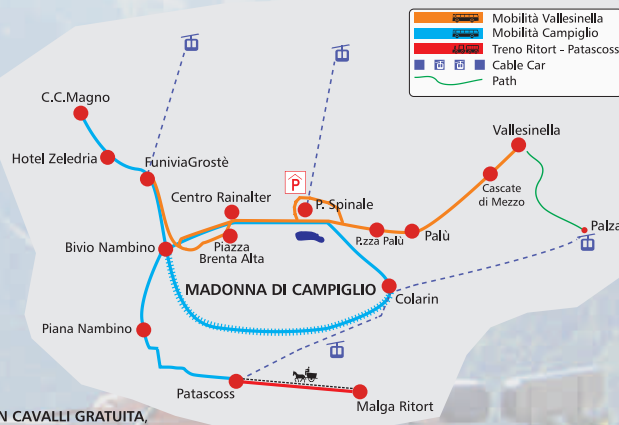 Mobilità Vallesinella
Mobilità Campiglio
Treno Ritort - Patascoss
Cable Car
Path
C.C.Magno
Vallesinella
Hotel Zeledria
FuniviaGrostè
P
Centro Rainalter
P. Spinale
Cascate
di Mezzo
Palza
P.zza Palù
Palù
Bivio Nambino
Piazza
Brenta Alta
MADONNA DI CAMPIGLIO
Colarin
Piana Nambino
Patascoss
Malga Ritort
N CAVALLI GRATUITA,